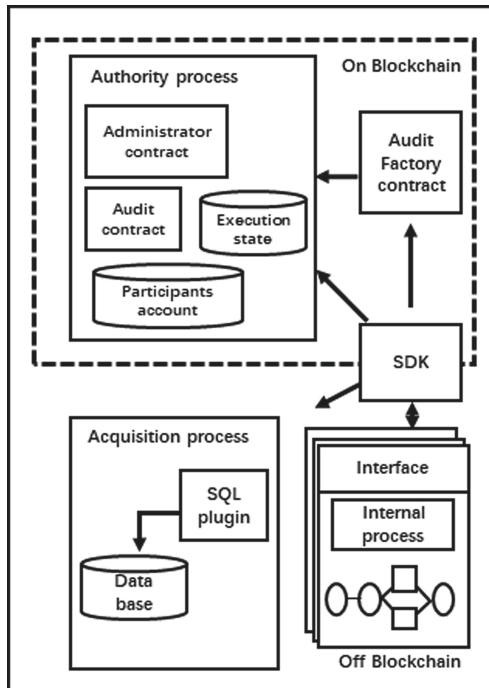 On Blockchain
Authority process
Administrator
contract
Audit
contract
Execution
state
Participants
account
Audit
Factory
contract
SDK
Acquisition process
SQL
plugin
Data
base
Interface
Internal
process
Off Blockchain